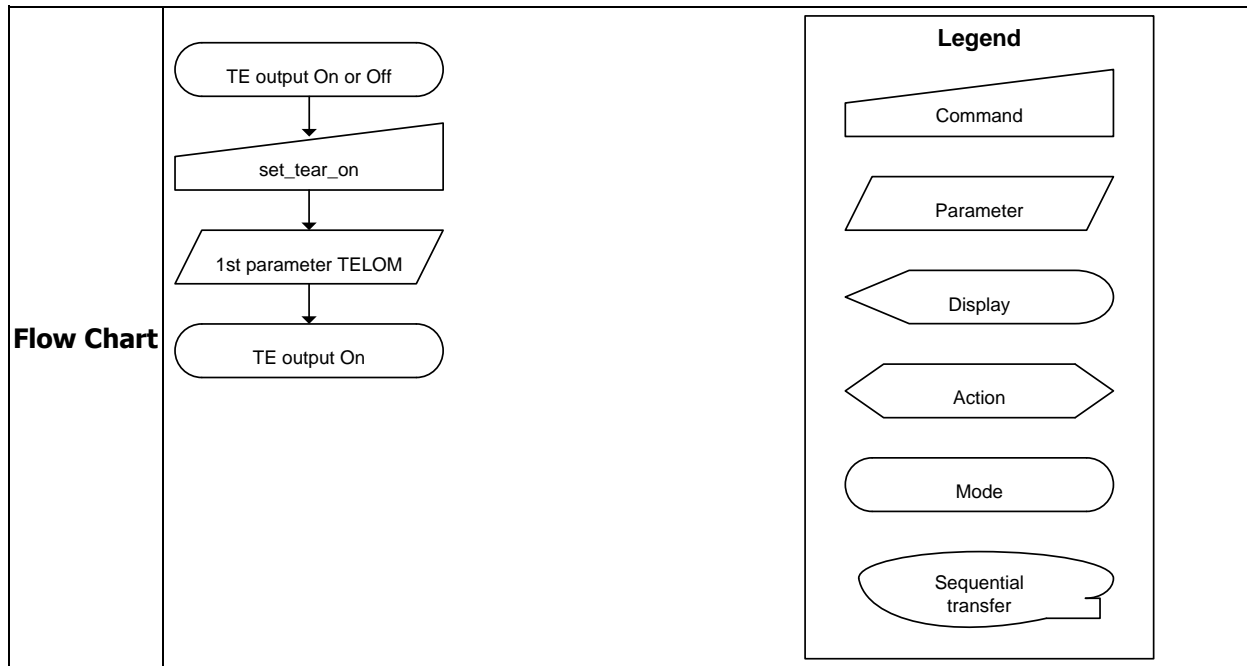 Flow Chart
TE output On or Off
set_tear_on
1st parameter TELOM
TE output On
Legend
Command
Parameter
Display
Action
Mode
Sequential
transfer